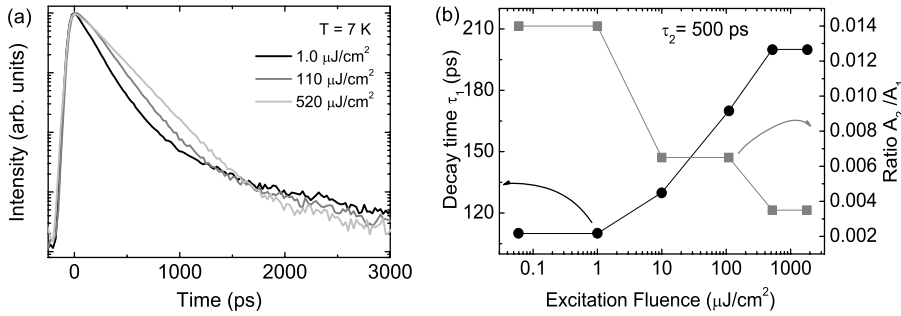 (a)
T = 7 K
1.0 μJ/cm²
110 μJ/cm²
520 μJ/cm²
Intensity (arb. units)
0
1000
2000
3000
Time (ps)
(b)
τ₂= 500 ps
Decay time τ₁ (ps)
210
180
150
120
0.014
0.012
0.010
0.008
0.006
0.004
0.002
Ratio A₂ /A₁
0.1
1
10
100
1000
Excitation Fluence (μJ/cm²)